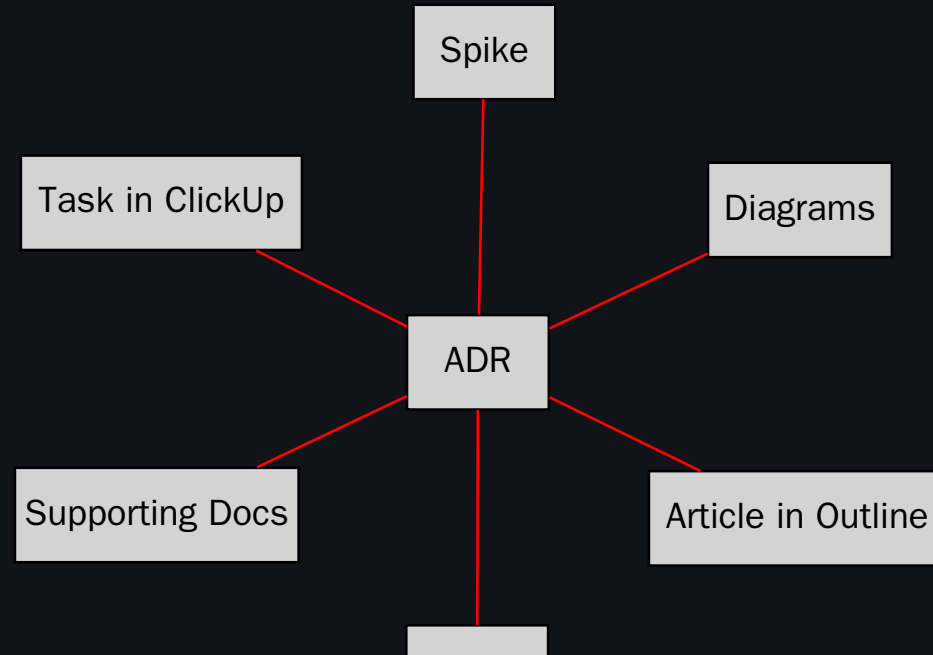 Spike
Task in ClickUp
Diagrams
ADR
Supporting Docs
Article in Outline